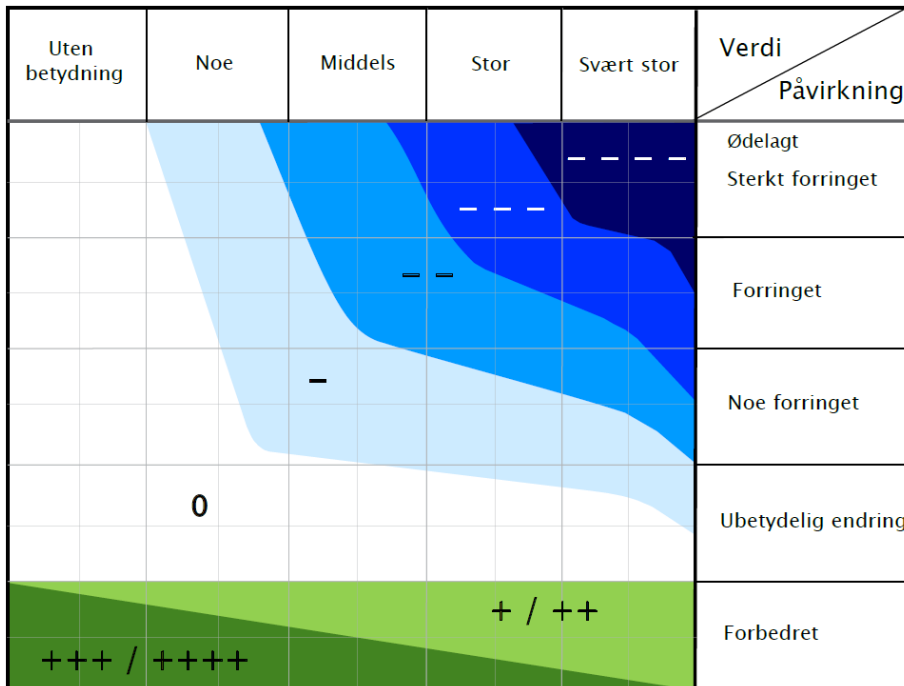 Uten betydning
Noe
Middels
Stor
Svært stor
Verdi
Påvirkning
Ødelagt
Sterkt forringet
– – – –
– – –
– –
Forringet
–
Noe forringet
0
Ubetydelig endring
+ / ++
Forbedret
+++ / ++++